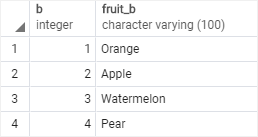 b fruit_b
integer character varying (100)
1 1 Orange
2 2 Apple
3 3 Watermelon
4 4 Pear